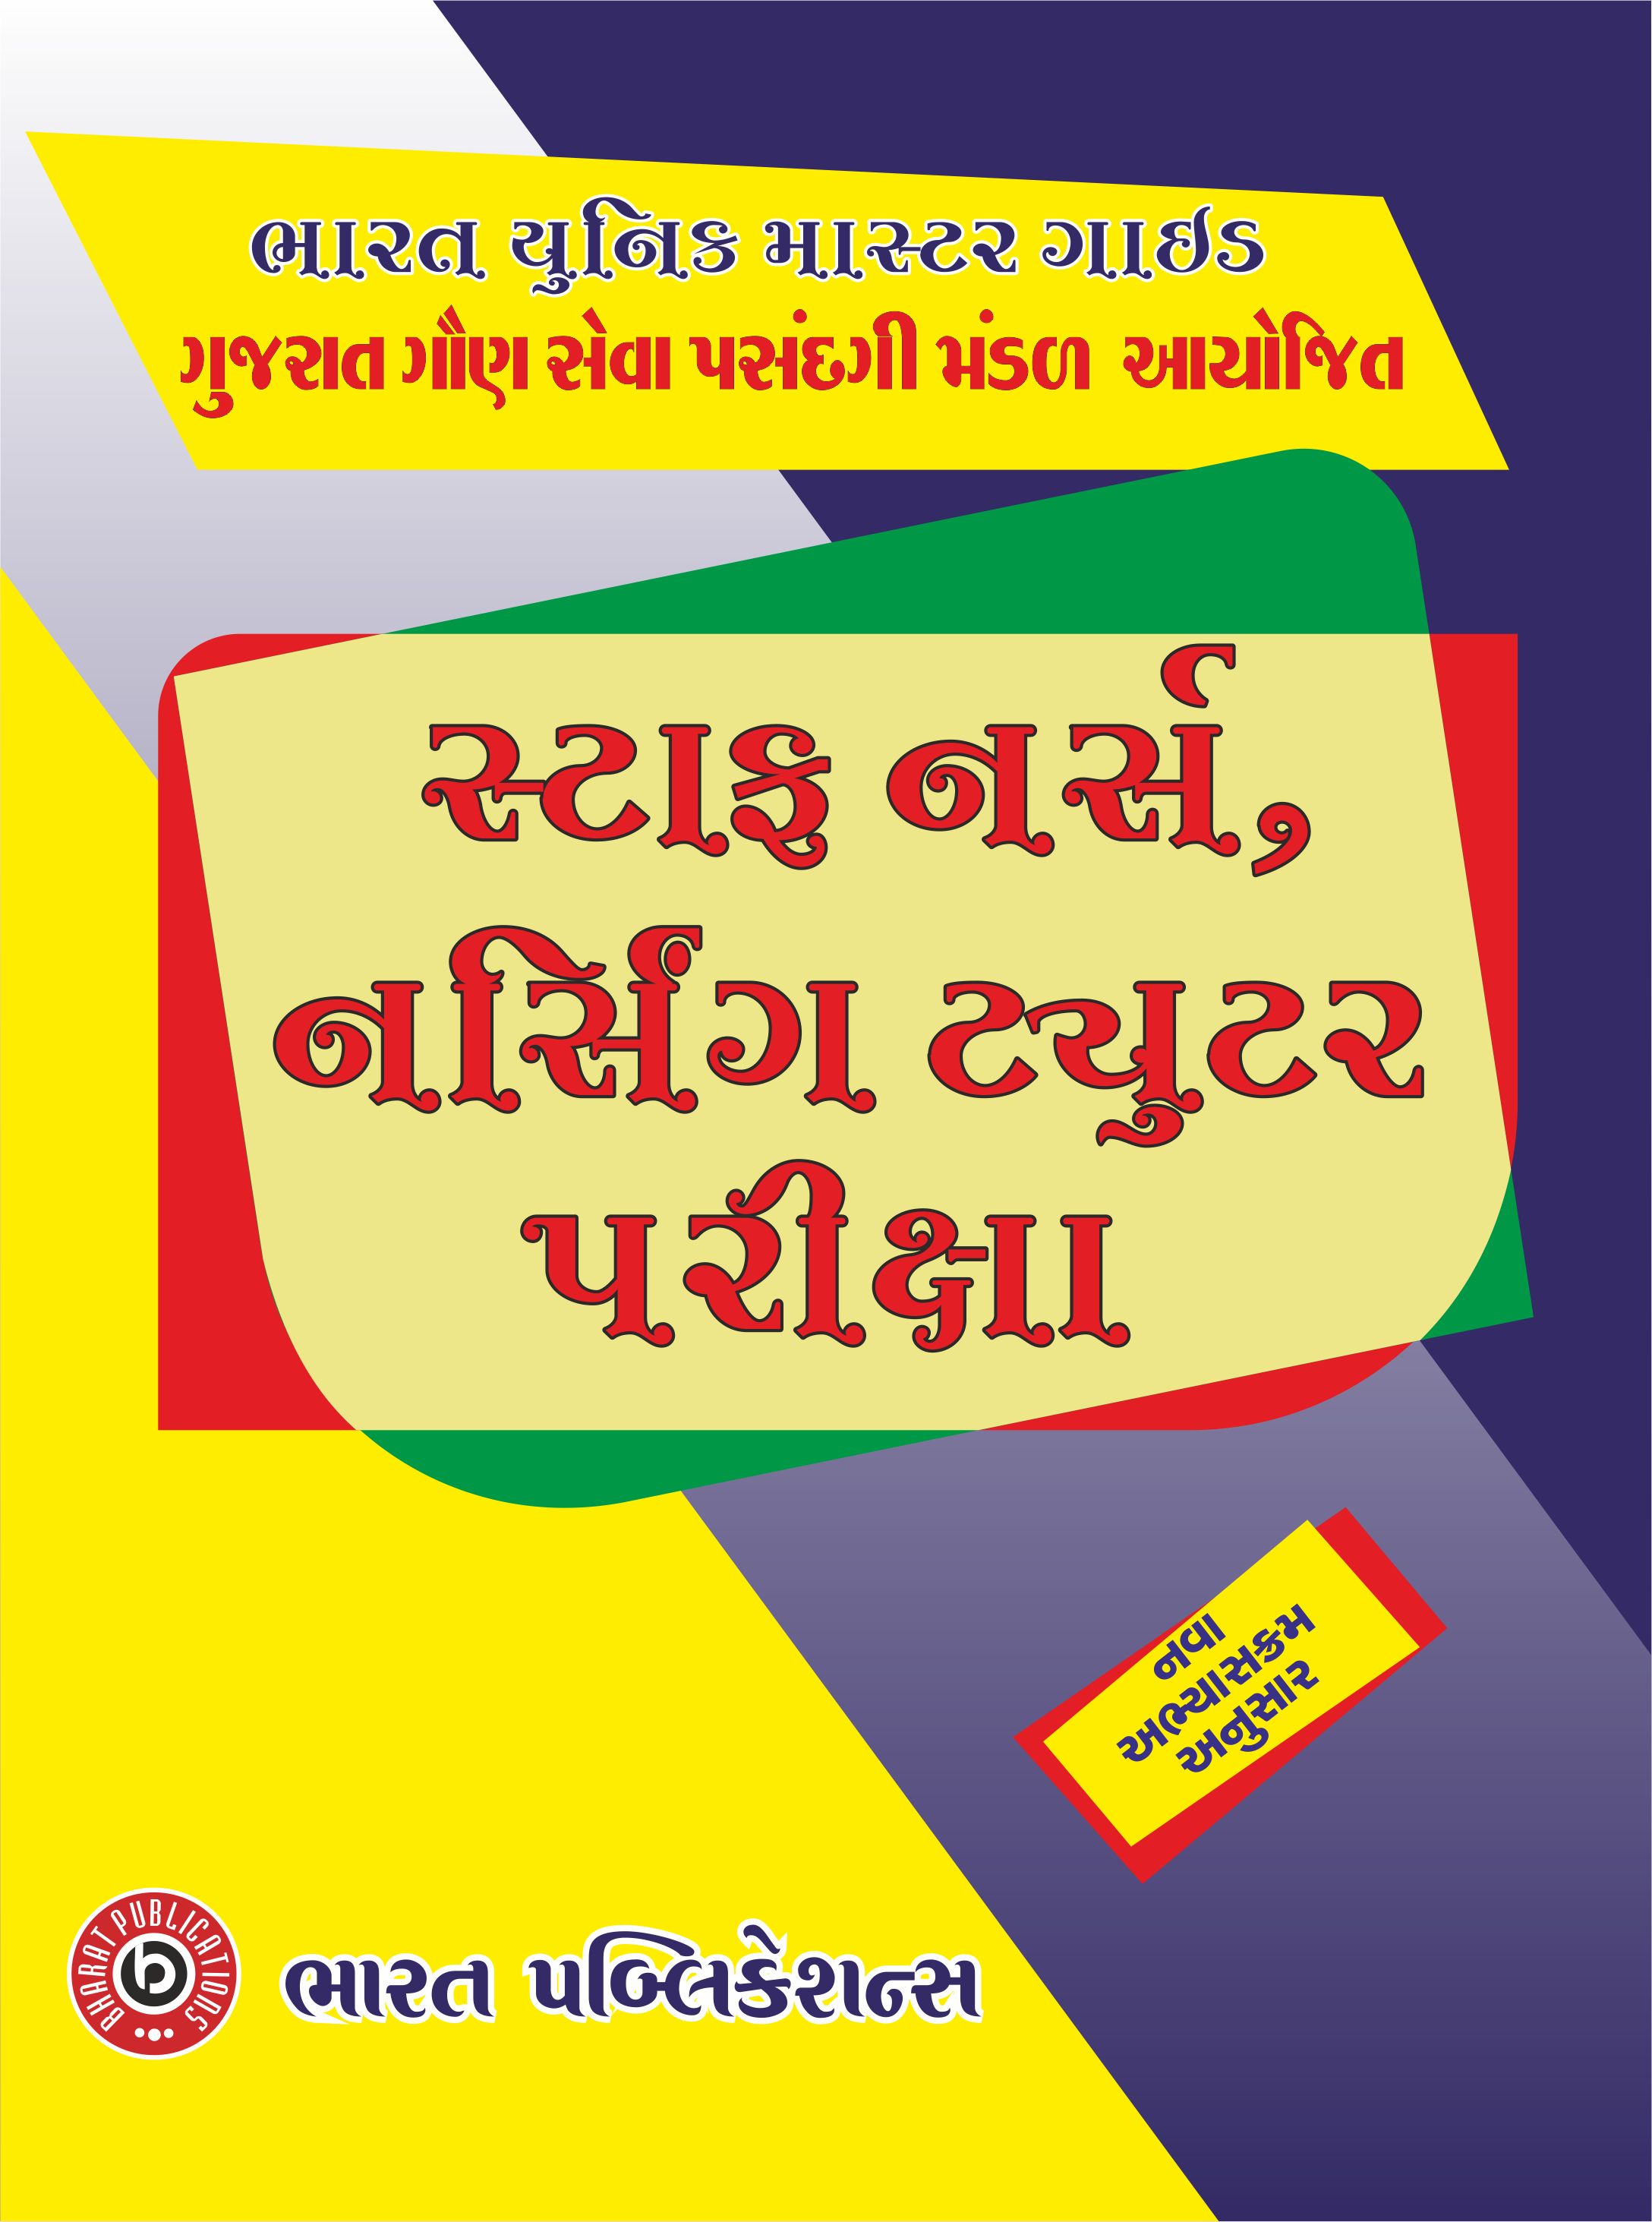 ભારત યુનિક માસ્ટર ગાઈડ
ગુજરાત ગૌણ સેવા પસંદગી મંડળ આયોજિત
સ્ટાફ નર્સ,
નર્સિંગ ટ્યુટર
પરીક્ષા
નવા
અભ્યાસક્રમ
અનુસાર
BHARAT PUBLICATIONS
ભારત પબ્લિકેશન્સ